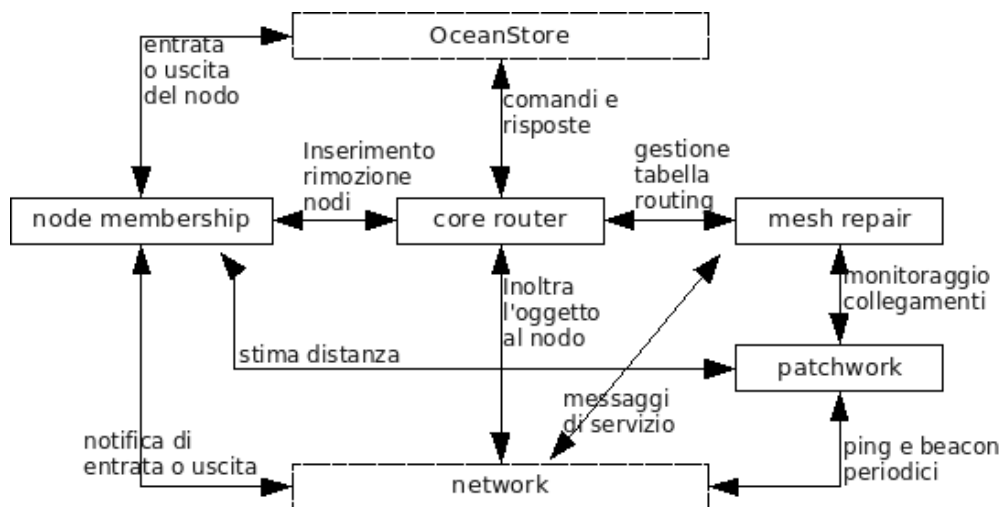 OceanStore
entrata
o uscita
del nodo
comandi e
risposte
Inserimento
rimozione
nodi
gestione
tabella
routing
node membership
core router
mesh repair
Inoltra
l'oggetto
al nodo
monitoraggio
collegamenti
stima distanza
patchwork
messaggi
di servizio
notifica di
entrata o uscita
ping e beacon
periodici
network